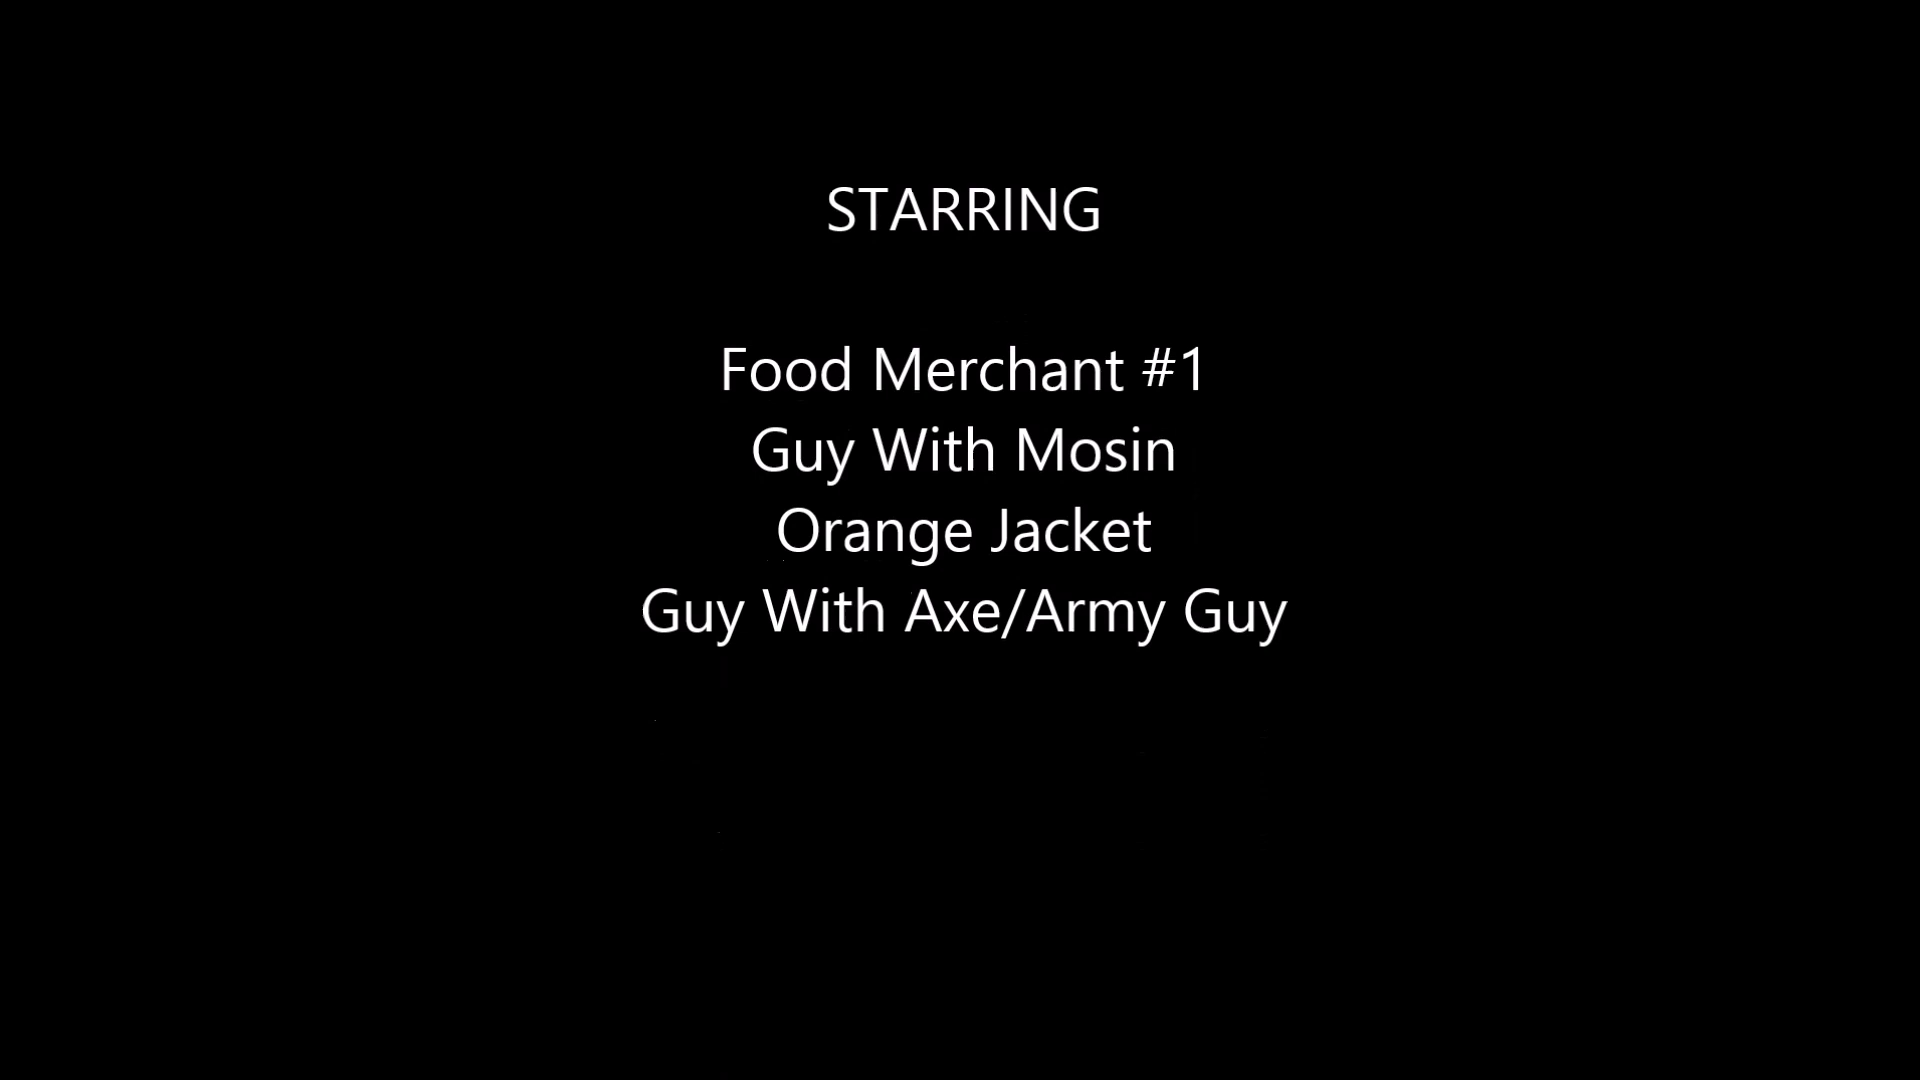 STARRING
Food Merchant #1
Guy With Mosin
Orange Jacket
Guy With Axe/Army Guy